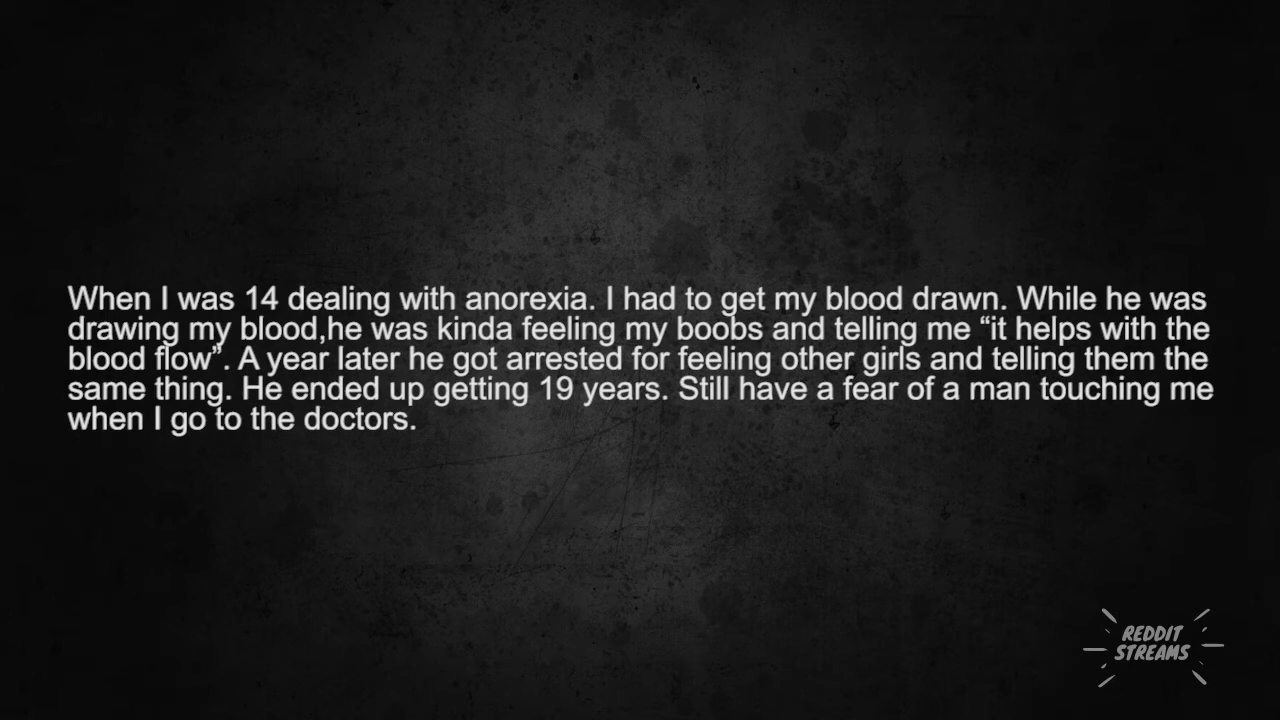 When I was 14 dealing with anorexia. I had to get my blood drawn. While he was
drawing my blood,he was kinda feeling my boobs and telling me “it helps with the
blood flow”. A year later he got arrested for feeling other girls and telling them the
same thing. He ended up getting 19 years. Still have a fear of a man touching me
when I go to the doctors.
REDDIT
STREAMS